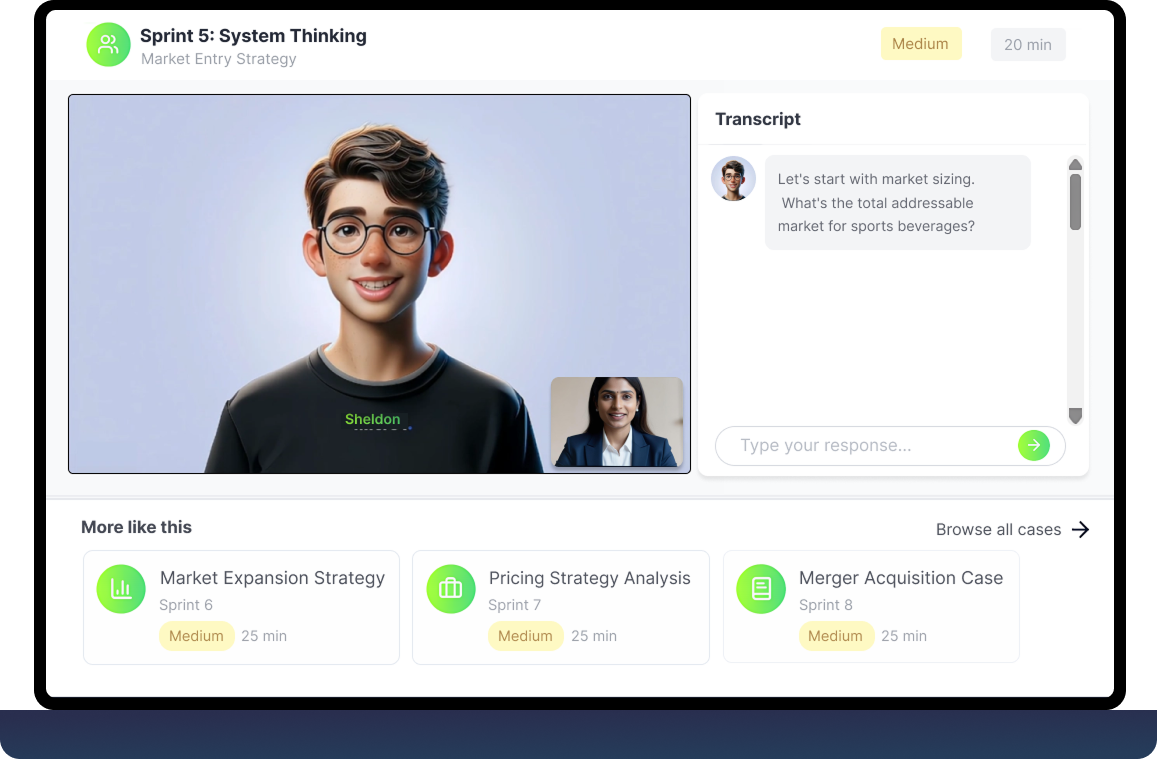 Sprint 5: System Thinking
Market Entry Strategy
Medium
20 min
Sheldon
Transcript
Let's start with market sizing.
What's the total addressable
market for sports beverages?
Type your response...
More like this
Browse all cases
Market Expansion Strategy
Sprint 6
Medium 25 min
Pricing Strategy Analysis
Sprint 7
Medium 25 min
Merger Acquisition Case
Sprint 8
Medium 25 min